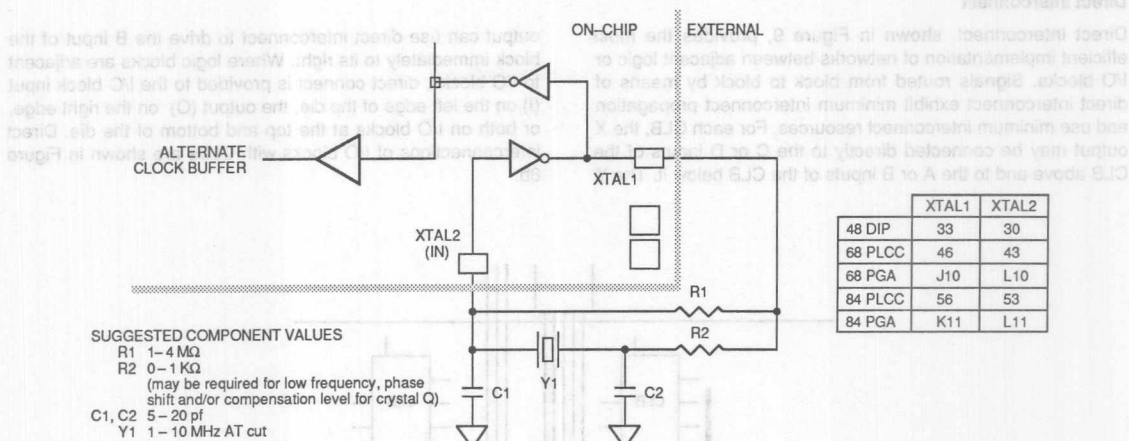 ON–CHIP EXTERNAL
ALTERNATE
CLOCK BUFFER
XTAL1
XTAL2
(IN)
R1
R2
Y1
C1
C2
XTAL1 XTAL2
48 DIP 33 30
68 PLCC 46 43
68 PGA J10 L10
84 PLCC 56 53
84 PGA K11 L11
SUGGESTED COMPONENT VALUES
R1 1–4 MΩ
R2 0–1 KΩ
(may be required for low frequency, phase
shift and/or compensation level for crystal Q)
C1, C2 5–20 pf
Y1 1–10 MHz AT cut